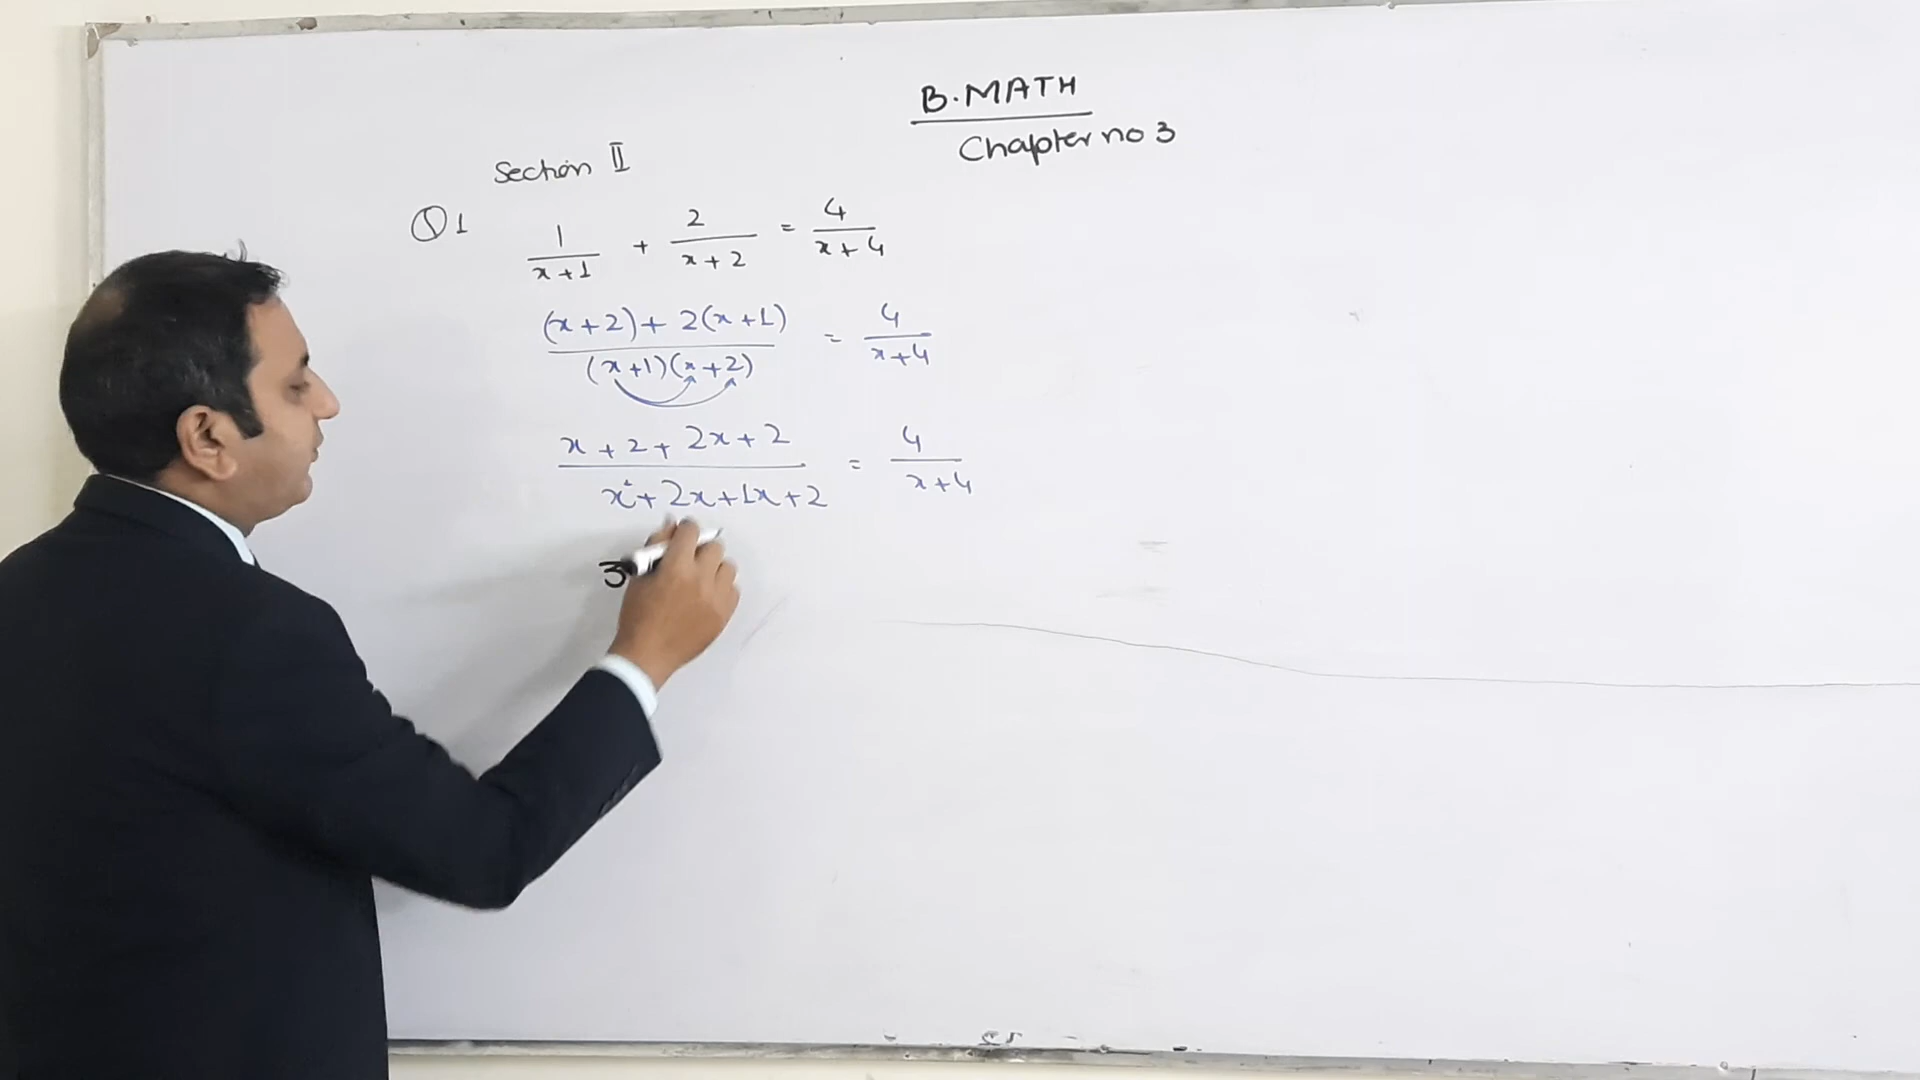 B.MATH
Chapter no 3
Section II
Q1 1/(x+1) + 2/(x+2) = 4/(x+4)
((x+2)+2(x+1))/((x+1)(x+2)) = 4/(x+4)
(x+2+2x+2)/(x²+2x+1x+2) = 4/(x+4)
3